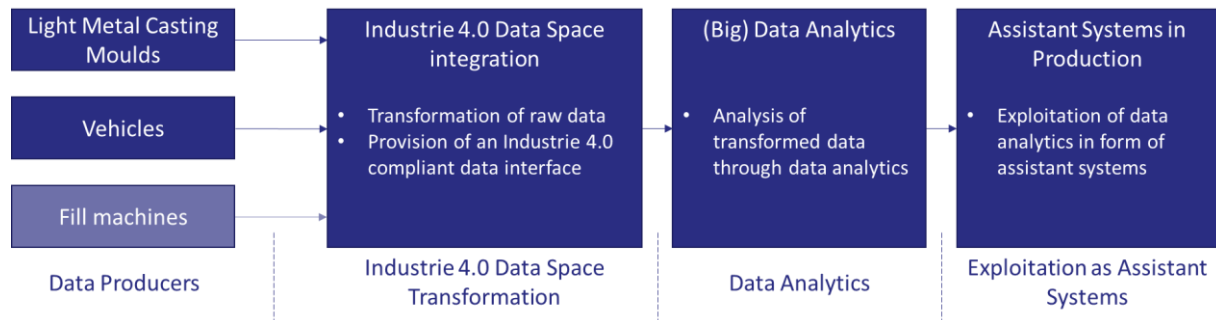 Light Metal Casting
Moulds
Vehicles
Fill machines
Data Producers
Industrie 4.0 Data Space
integration
• Transformation of raw data
• Provision of an Industrie 4.0
compliant data interface
Industrie 4.0 Data Space
Transformation
(Big) Data Analytics
• Analysis of
transformed data
through data analytics
Data Analytics
Assistant Systems in
Production
• Exploitation of data
analytics in form of
assistant systems
Exploitation as Assistant
Systems